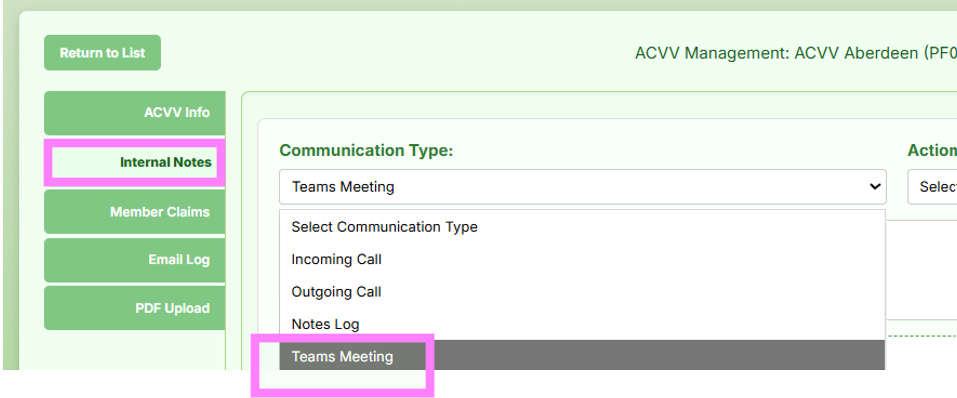 Return to List
ACVV Management: ACVV Aberdeen (PF0
ACVV Info
Internal Notes
Member Claims
Email Log
PDF Upload
Communication Type:
Action
Teams Meeting
Selec
Select Communication Type
Incoming Call
Outgoing Call
Notes Log
Teams Meeting